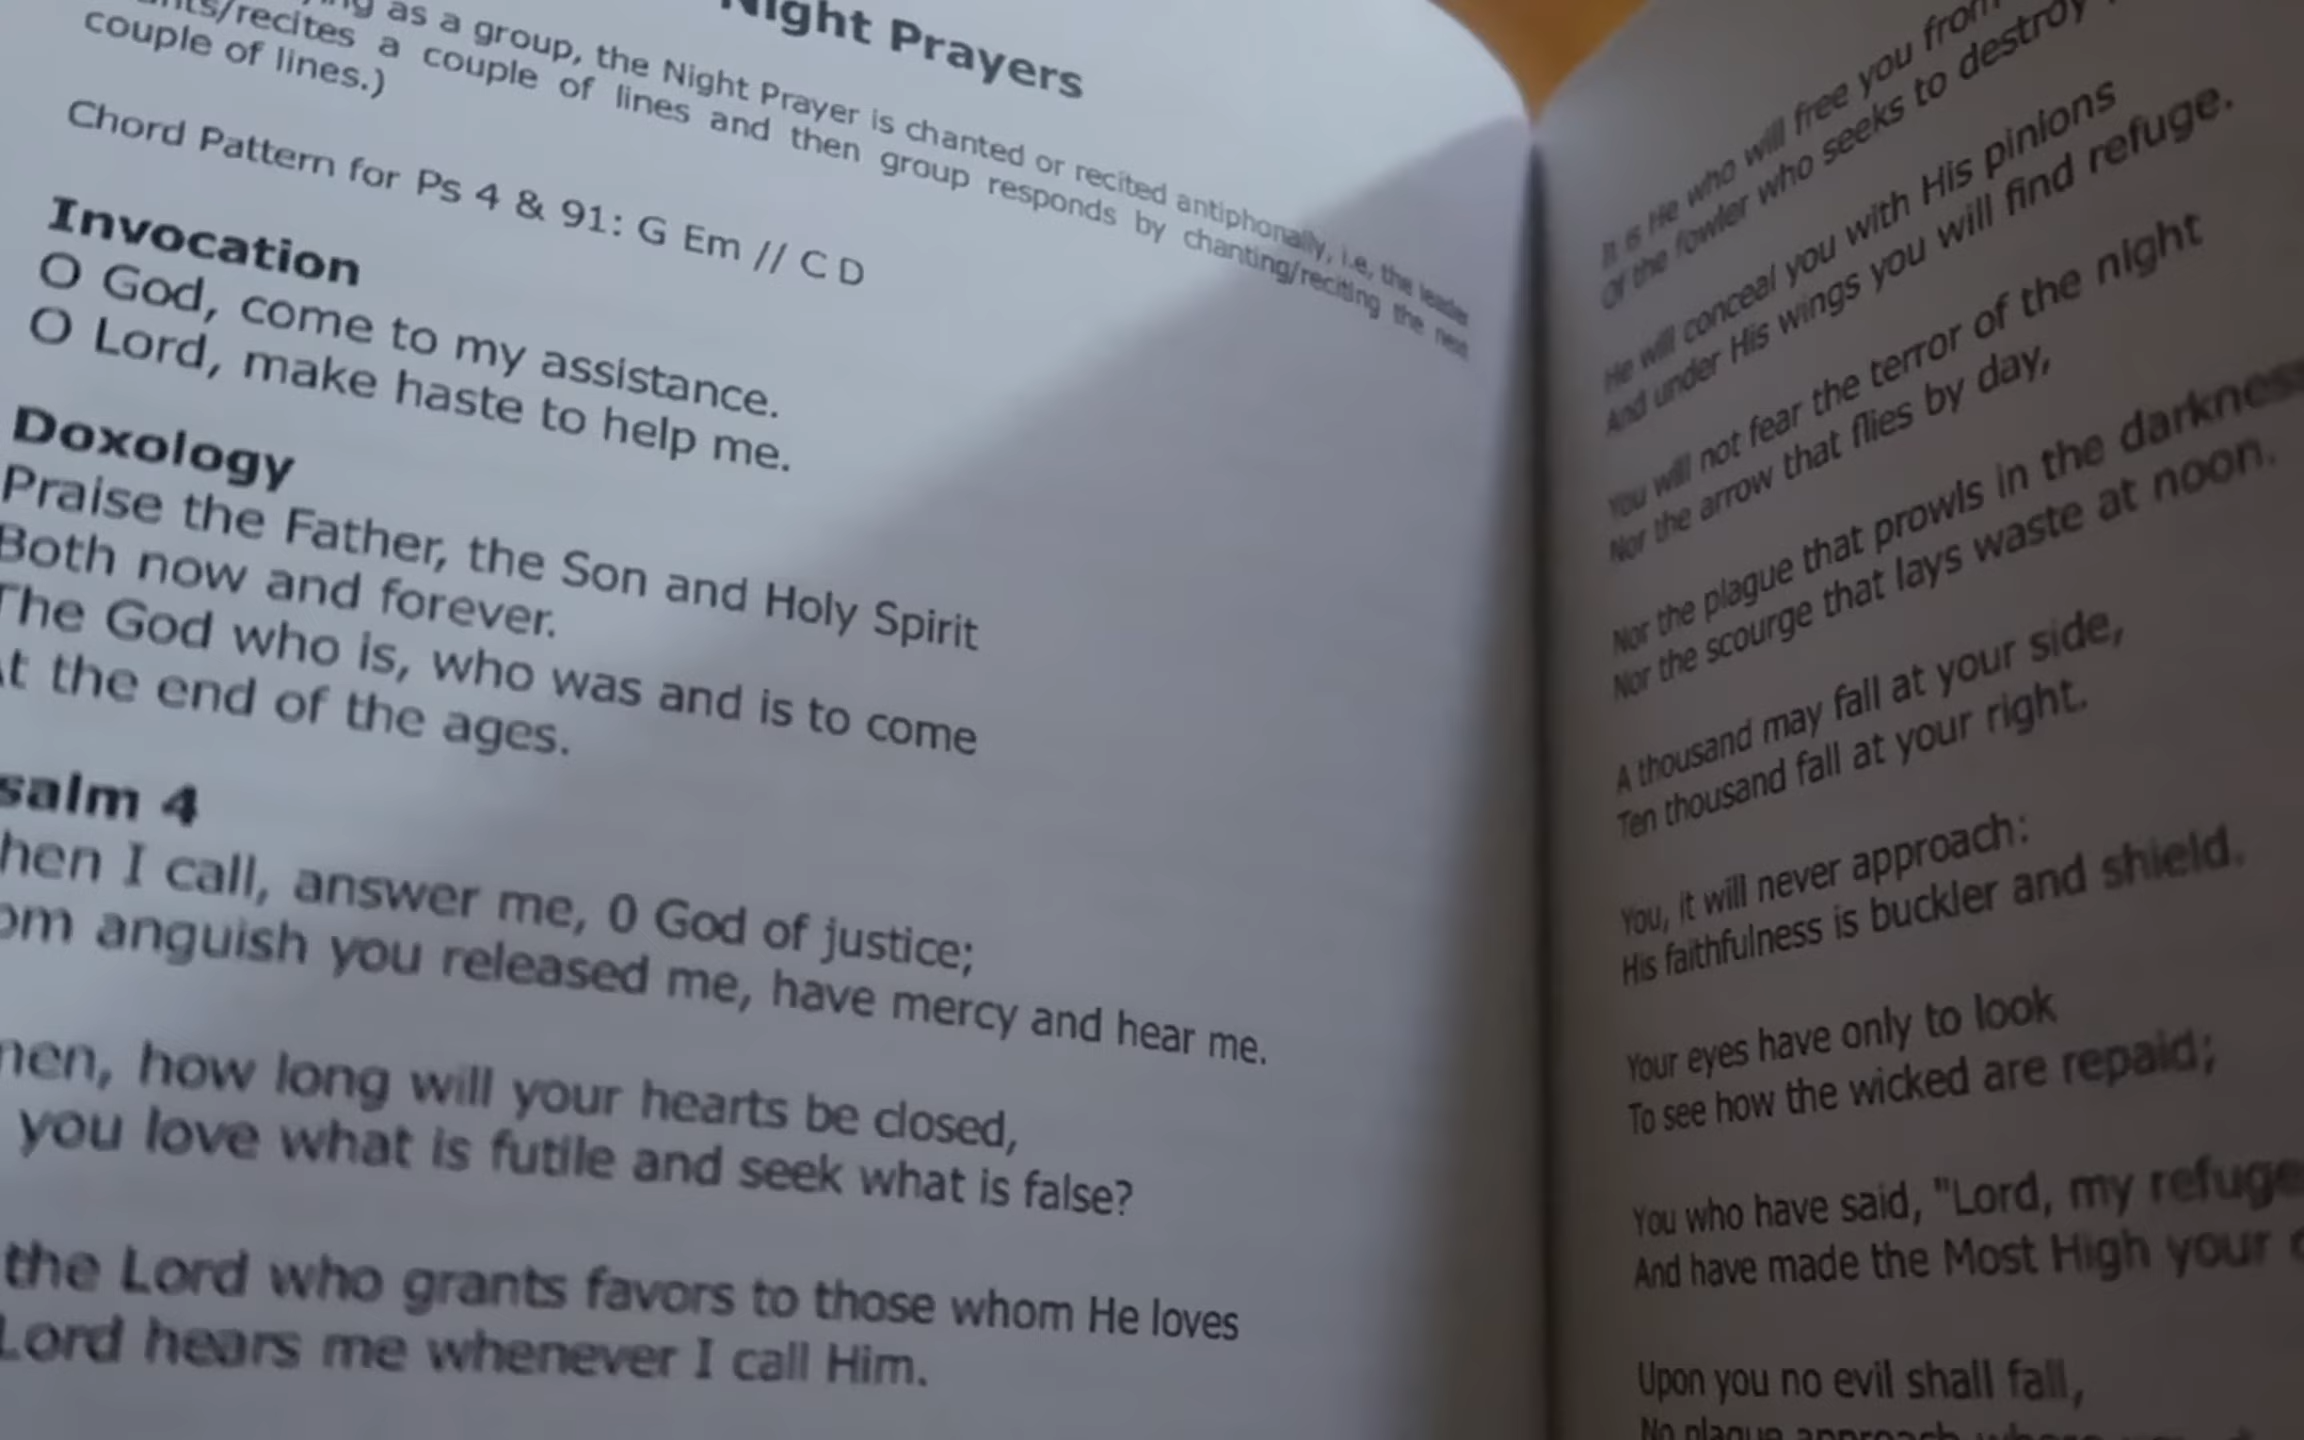 Night Prayers
as a group, the Night Prayer is chanted or recited antiphonally, i.e, the leader
recites a couple of lines and then group responds by chanting/reciting the next
couple of lines.)
Chord Pattern for Ps 4 & 91: G Em // C D
Invocation
O God, come to my assistance.
O Lord, make haste to help me.
Doxology
Praise the Father, the Son and Holy Spirit
Both now and forever.
The God who is, who was and is to come
At the end of the ages.
salm 4
hen I call, answer me, 0 God of justice;
om anguish you released me, have mercy and hear me.
men, how long will your hearts be closed,
you love what is futile and seek what is false?
the Lord who grants favors to those whom He loves
Lord hears me whenever I call Him.
It is He who will free you from
Of the fowler who seeks to destroy
He will conceal you with His pinions
And under His wings you will find refuge.
You will not fear the terror of the night
Nor the arrow that flies by day,
Nor the plague that prowls in the darkness
Nor the scourge that lays waste at noon.
A thousand may fall at your side,
Ten thousand fall at your right.
You, it will never approach:
His faithfulness is buckler and shield.
Your eyes have only to look
To see how the wicked are repaid;
You who have said, "Lord, my refuge
And have made the Most High your
Upon you no evil shall fall,
No plague approach where